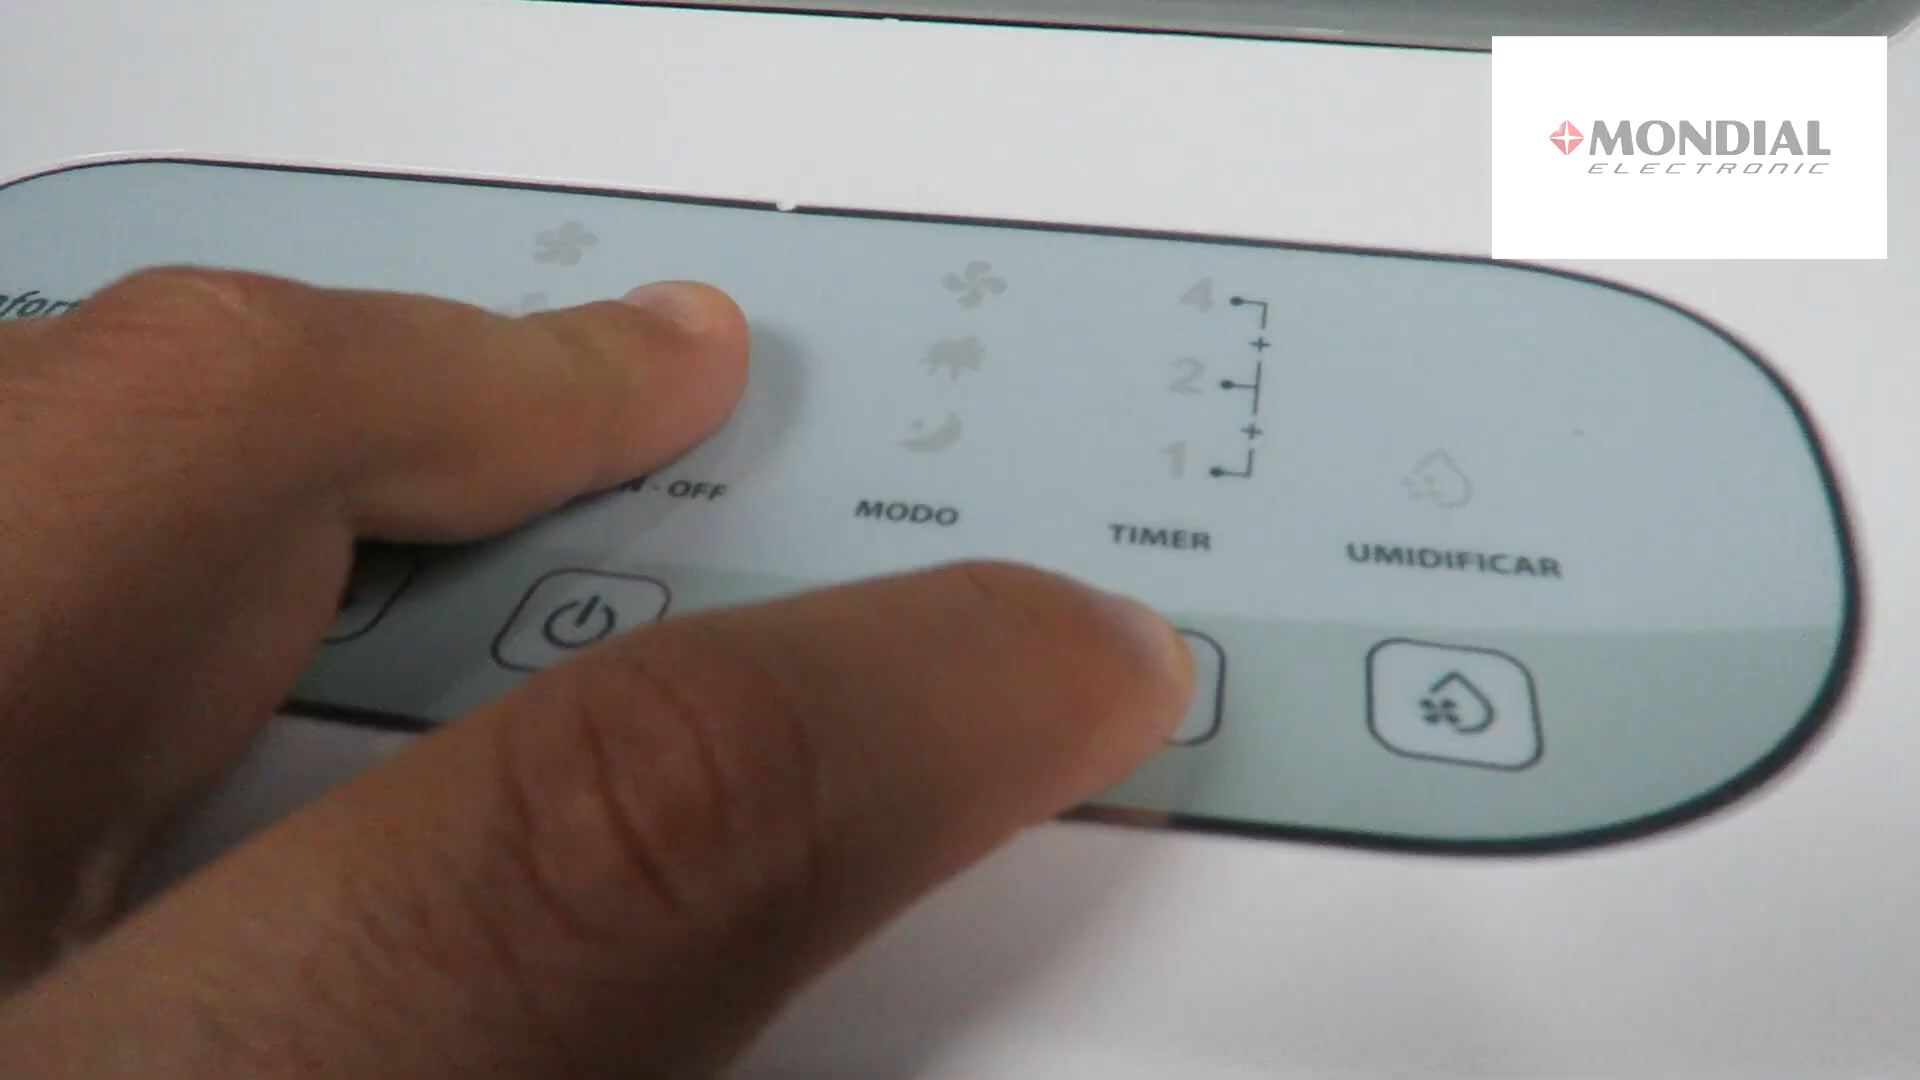 MONDIAL
ELECTRONIC
4
+
2
+
1
- OFF
MODO
TIMER
UMIDIFICAR